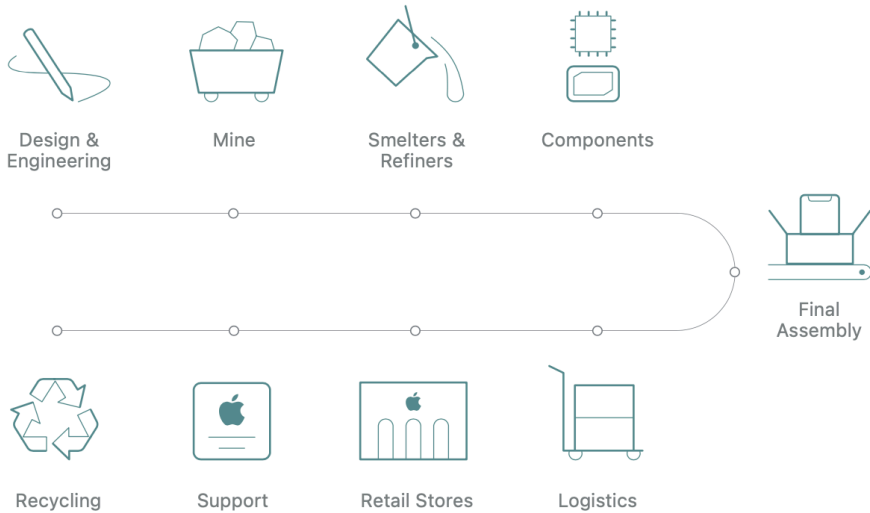 Design &
Engineering
Mine
Smelters &
Refiners
Components
Final
Assembly
Recycling
Support
Retail Stores
Logistics